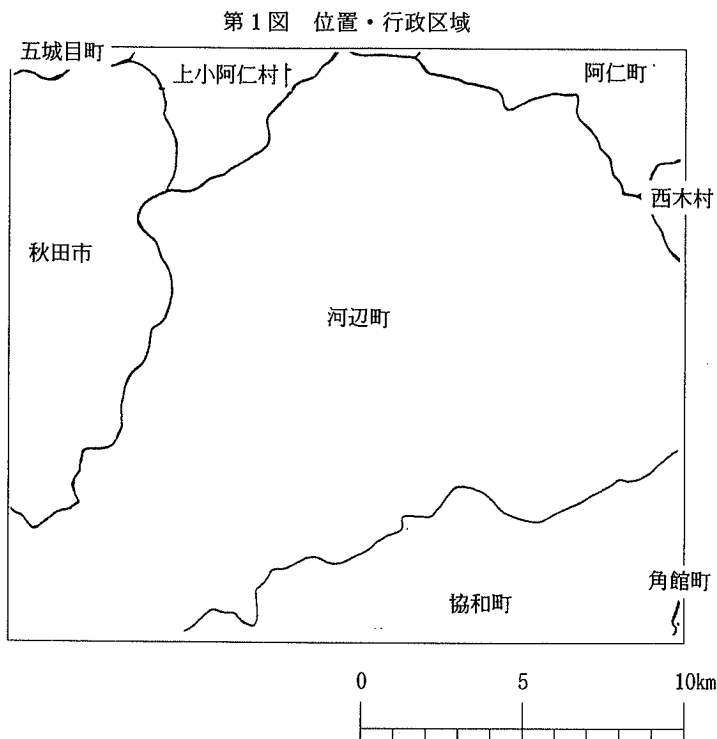 第1図 位置・行政区域
五城目町
上小阿仁村
阿仁町
西木村
秋田市
河辺町
角館町
協和町
0 5 10km